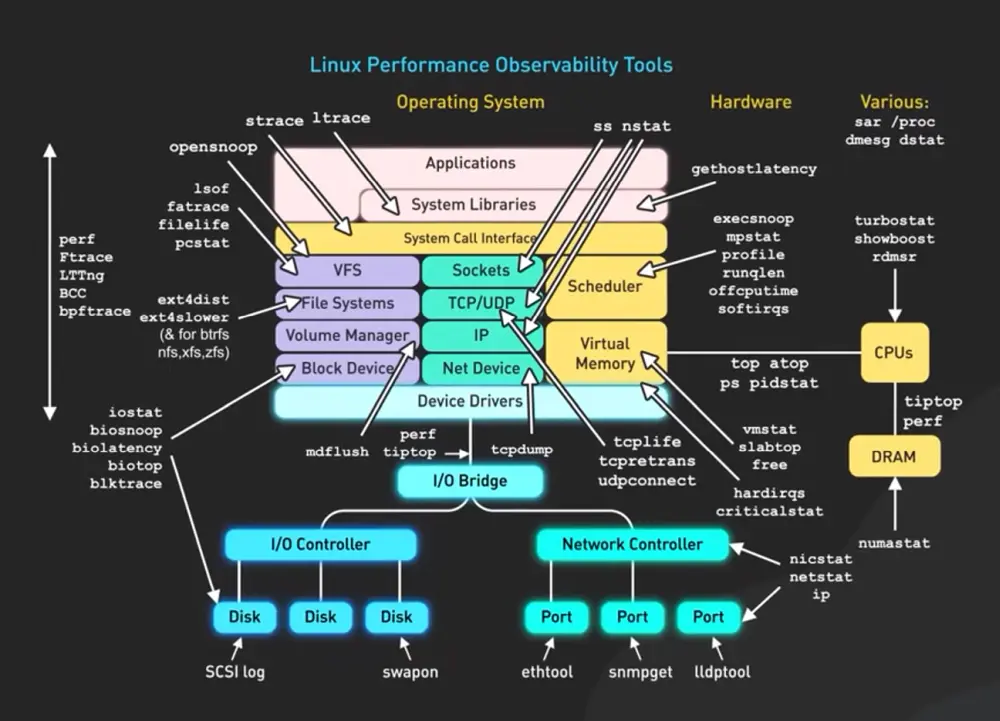 Linux Performance Observability Tools
Operating System
Hardware
Various:
sar /proc
dmesg dstat
strace ltrace
ss nstat
opensnoop
Applications
gethostlatency
lsof
fatrace
filelife
pcstat
System Libraries
System Call Interface
execsnoop
mpstat
profile
runqlen
offcputime
softirqs
turbostat
showboost
rdmsr
perf
Ftrace
LTTng
BCC
bpftrace
VFS
Sockets
Scheduler
ext4dist
ext4slower
(& for btrfs
nfs,xfs,zfs)
File Systems
TCP/UDP
Volume Manager
IP
Virtual
Memory
CPUs
Block Device
Net Device
top atop
ps pidstat
Device Drivers
tiptop
perf
iostat
biosnoop
biolatency
biotop
blktrace
mdflush
perf
tiptop
tcpdump
tcplife
tcpretrans
udpconnect
vmstat
slabtop
free
DRAM
I/O Bridge
hardirqs
criticalstat
I/O Controller
Network Controller
numastat
nicstat
netstat
ip
Disk
Disk
Disk
Port
Port
Port
SCSI log
swapon
ethtool
snmpget
lldptool